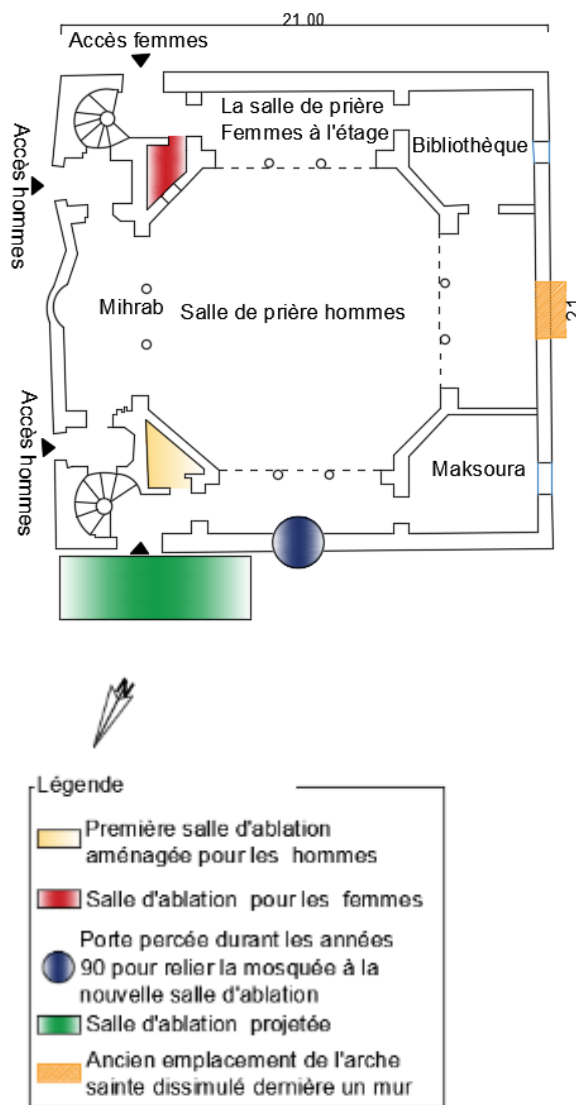 21.00
Accès femmes
La salle de prière
Femmes à l'étage
Bibliothèque
Accès hommes
Mihrab
Salle de prière hommes
21
Accès hommes
Maksoura
N
Légende
Première salle d'ablation
aménagée pour les hommes
Salle d'ablation pour les femmes
Porte percée durant les années
90 pour relier la mosquée à la
nouvelle salle d'ablation
Salle d'ablation projetée
Ancien emplacement de l'arche
sainte dissimulé dernière un mur